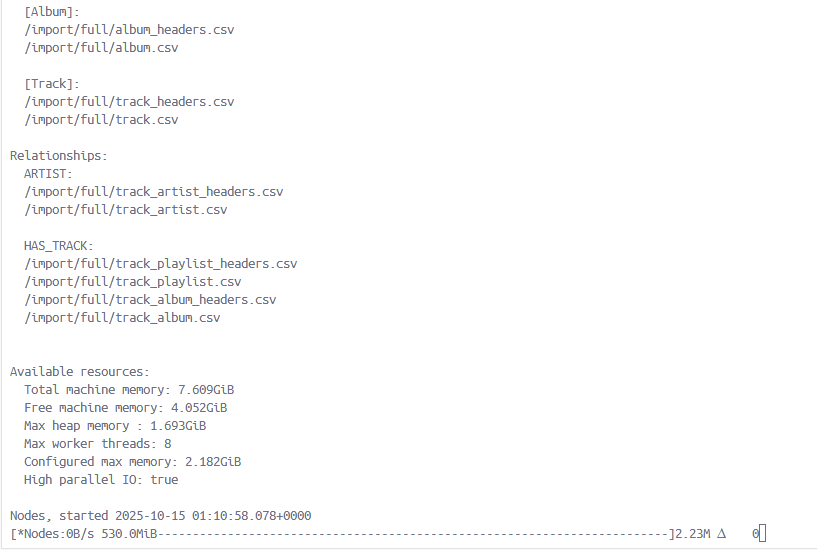 [Album]:
/import/full/album_headers.csv
/import/full/album.csv
[Track]:
/import/full/track_headers.csv
/import/full/track.csv
Relationships:
ARTIST:
/import/full/track_artist_headers.csv
/import/full/track_artist.csv
HAS_TRACK:
/import/full/track_playlist_headers.csv
/import/full/track_playlist.csv
/import/full/track_album_headers.csv
/import/full/track_album.csv
Available resources:
Total machine memory: 7.609GiB
Free machine memory: 4.052GiB
Max heap memory : 1.693GiB
Max worker threads: 8
Configured max memory: 2.182GiB
High parallel IO: true
Nodes, started 2025-10-15 01:10:58.078+0000
[*Nodes:0B/s 530.0MiB-------------------------------------------------------------------------]2.23M ∆    0